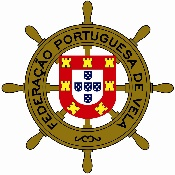 FEDERAÇÃO PORTUGUESA DE VELA